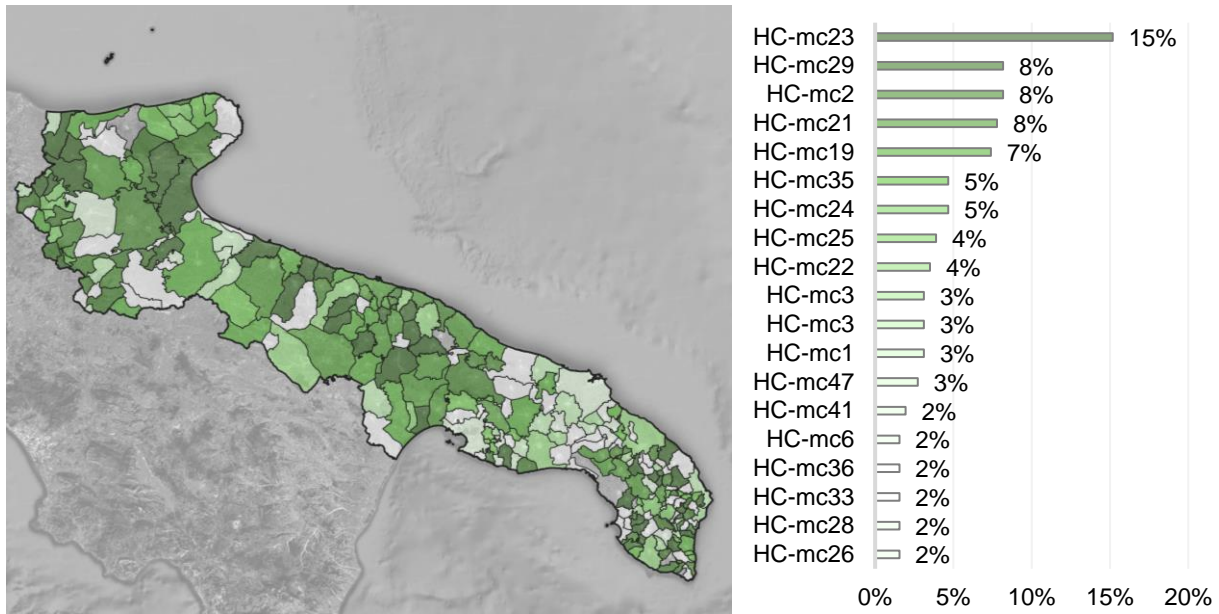 HC-mc23 15%
HC-mc29 8%
HC-mc2 8%
HC-mc21 8%
HC-mc19 7%
HC-mc35 5%
HC-mc24 5%
HC-mc25 4%
HC-mc22 4%
HC-mc3 3%
HC-mc3 3%
HC-mc1 3%
HC-mc47 3%
HC-mc41 2%
HC-mc6 2%
HC-mc36 2%
HC-mc33 2%
HC-mc28 2%
HC-mc26 2%
0% 5% 10% 15% 20%